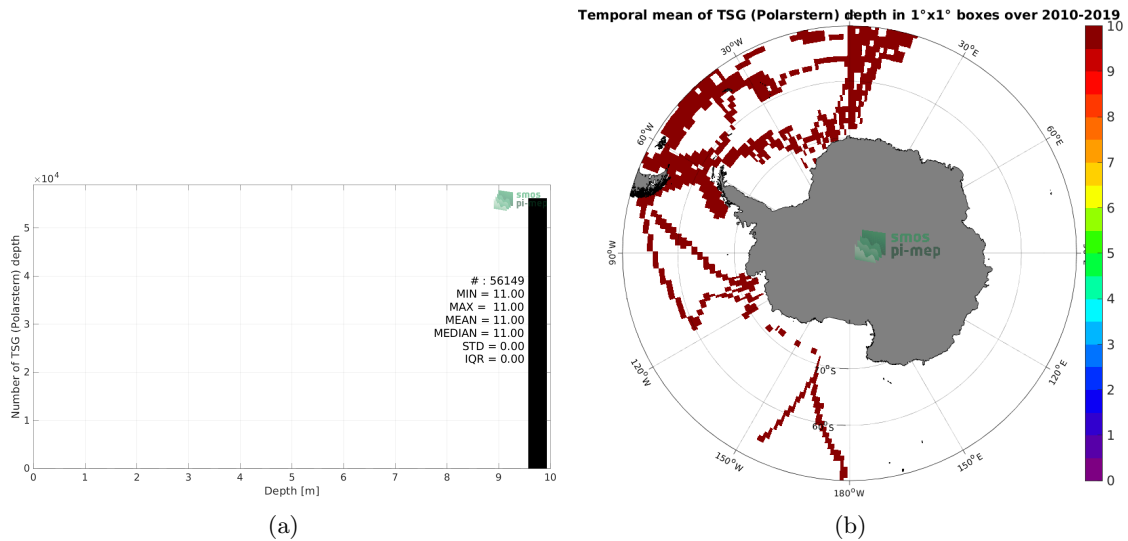 ×10⁴
5
4
3
2
1
0
Number of TSG (Polarstern) depth
smos
pi-mep
# : 56149
MIN = 11.00
MAX = 11.00
MEAN = 11.00
MEDIAN = 11.00
STD = 0.00
IQR = 0.00
0 1 2 3 4 5 6 7 8 9 10
Depth [m]
(a)
Temporal mean of TSG (Polarstern) depth in 1°x1° boxes over 2010-2019
30°W
30°E
60°W
60°E
90°W
120°W
120°E
150°W
150°E
180°W
60°S
smos
pi-mep
10
9
8
7
6
5
4
3
2
1
0
(b)